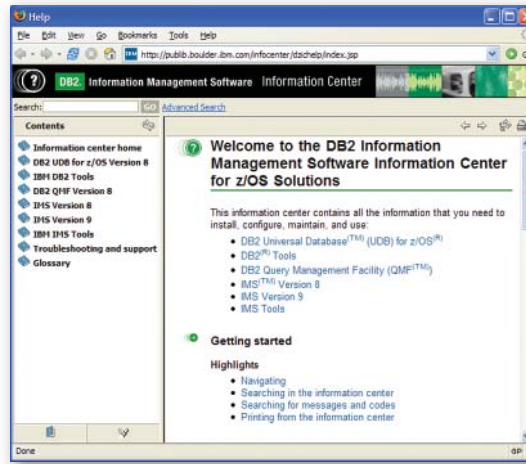 Help
File Edit View Go Bookmarks Tools Help
http://publib.boulder.ibm.com/infocenter/dzichelp/index.jsp
DB2. Information Management Software Information Center
Search: GO Advanced Search
Contents
Information center home
DB2 UDB for z/OS Version 8
IBM DB2 Tools
DB2 QMF Version 8
IMS Version 8
IMS Version 9
IBM IMS Tools
Troubleshooting and support
Glossary
Welcome to the DB2 Information
Management Software Information Center
for z/OS Solutions
This information center contains all the information that you need to
install, configure, maintain, and use:
DB2 Universal Database(TM) (UDB) for z/OS(R)
DB2(R) Tools
DB2 Query Management Facility (QMF(TM))
IMS(TM) Version 8
IMS Version 9
IMS Tools
Getting started
Highlights
Navigating
Searching in the information center
Searching for messages and codes
Printing from the information center
Done